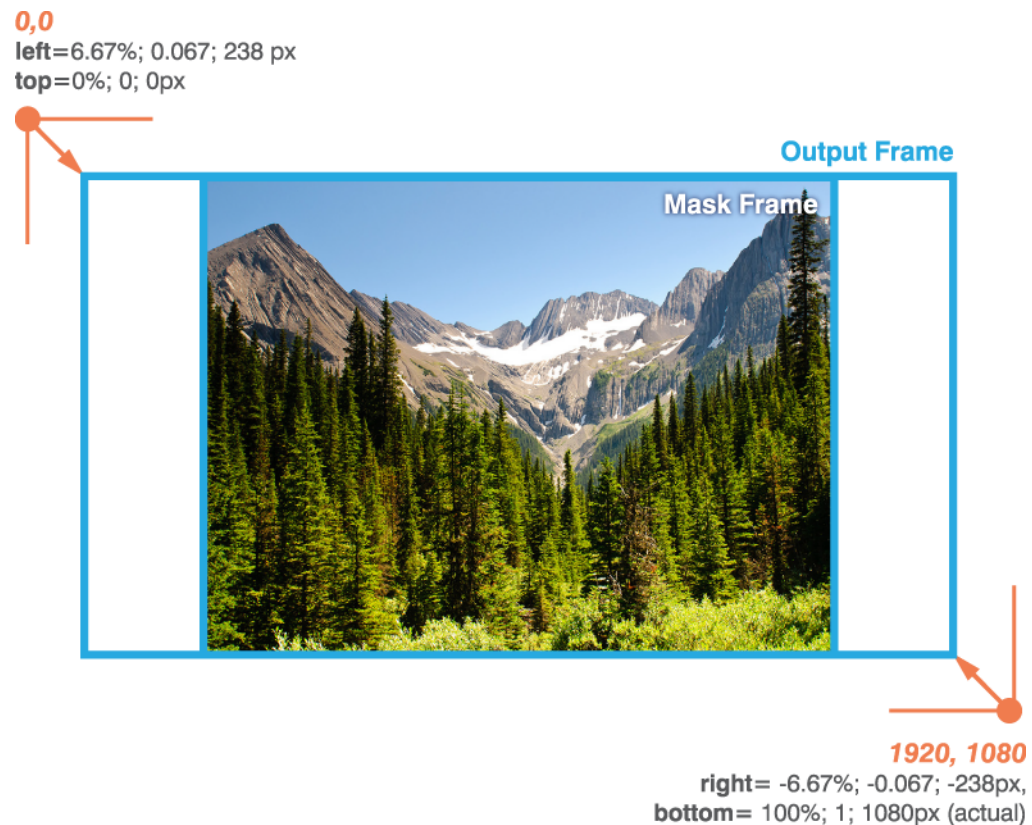 0,0
left=6.67%; 0.067; 238 px
top=0%; 0; 0px
Output Frame
Mask Frame
1920, 1080
right= -6.67%; -0.067; -238px,
bottom= 100%; 1; 1080px (actual)